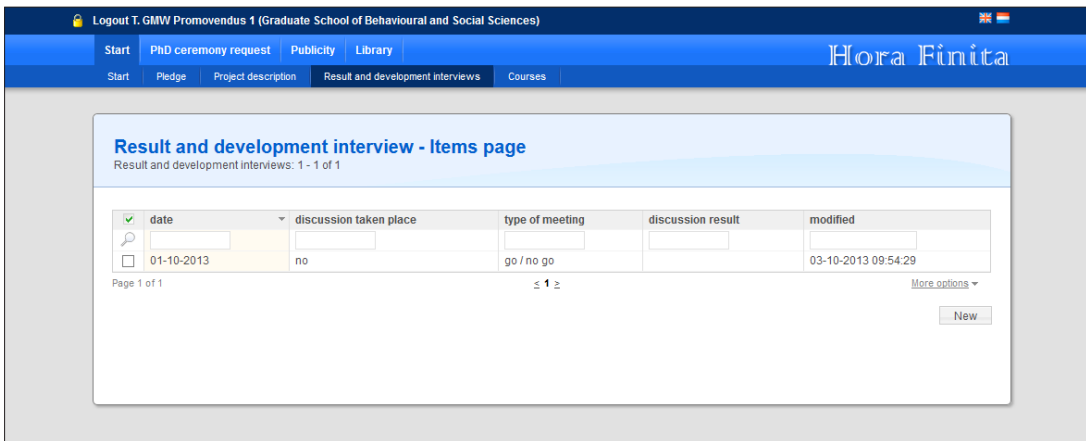 Logout T. GMW Promovendus 1 (Graduate School of Behavioural and Social Sciences)
Start PhD ceremony request Publicity Library
Hora Finita
Start Pledge Project description Result and development interviews Courses
Result and development interview - Items page
Result and development interviews: 1 - 1 of 1
date discussion taken place type of meeting discussion result modified
01-10-2013 no go / no go 03-10-2013 09:54:29
Page 1 of 1 < 1 > More options
New